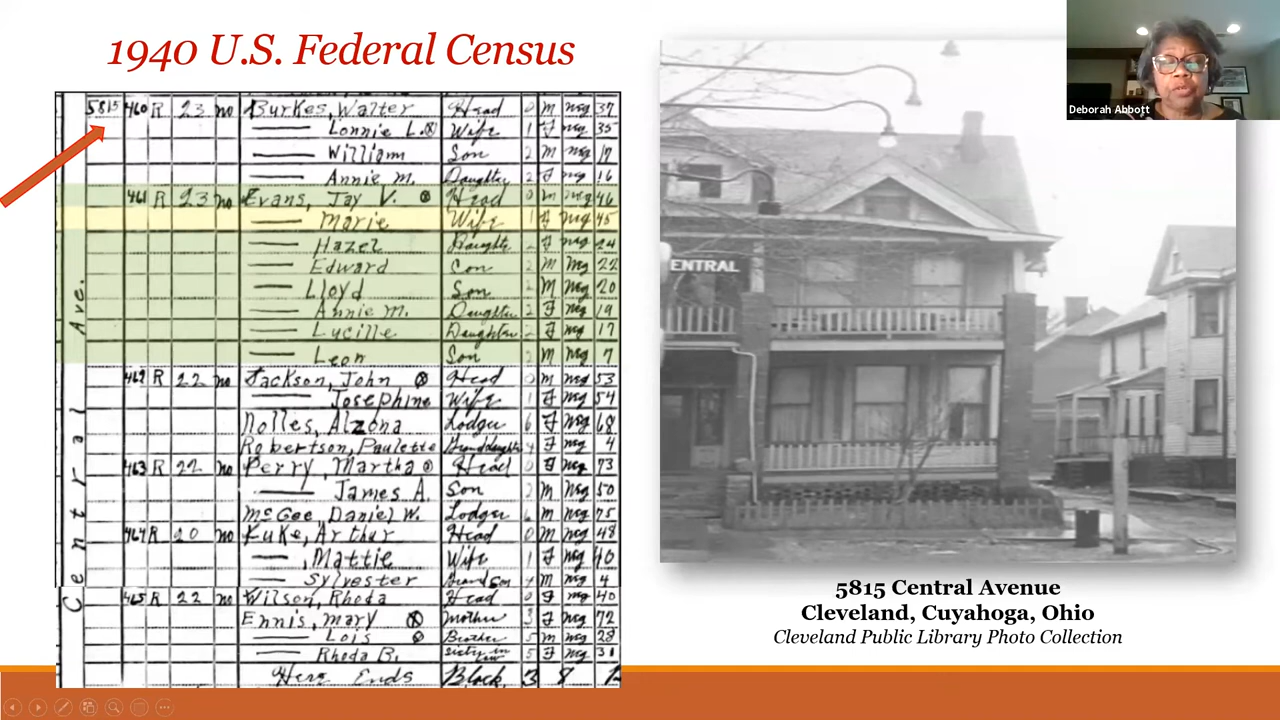 1940 U.S. Federal Census
Deborah Abbott
5815 460 R 23 no Burkes, Walter Head 0 M Neg 37
Lonnie L. Wife 1 F Neg 35
William Son 2 M Neg 17
Annie M. Daughter 2 F Neg 16
461 R 23 no Evans, Jay V. Head 0 M Neg 46
Marie Wife 1 F Neg 45
Hazel Daughter 2 F Neg 24
Edward Son 2 M Neg 22
Lloyd Son 2 M Neg 20
Annie M. Daughter 2 F Neg 19
Lucille Daughter 2 F Neg 17
Leon Son 2 M Neg 7
462 R 22 no Jackson, John Head 0 M Neg 53
Josephine Wife 1 F Neg 54
Nolles, Alzona Lodger 6 F Neg 68
Robertson, Paulette Granddaughter 4 F Neg 4
463 R 22 no Perry, Martha Head 0 F Neg 73
James A. Son 2 M Neg 50
McGee, Daniel W. Lodger 6 M Neg 75
464 R 20 no Kuke, Arthur Head 0 M Neg 48
, Mattie Wife 1 F Neg 40
Sylvester Grandson 4 M Neg 4
465 R 22 no Wilson, Rhoda Head 0 F Neg 40
Ennis, Mary Mother 3 F Neg 72
Lois Brother 5 M Neg 28
Rhoda B. Sister in law 5 F Neg 31
Here Ends Block 3 8
Central Ave.
ENTRAL
5815 Central Avenue
Cleveland, Cuyahoga, Ohio
Cleveland Public Library Photo Collection